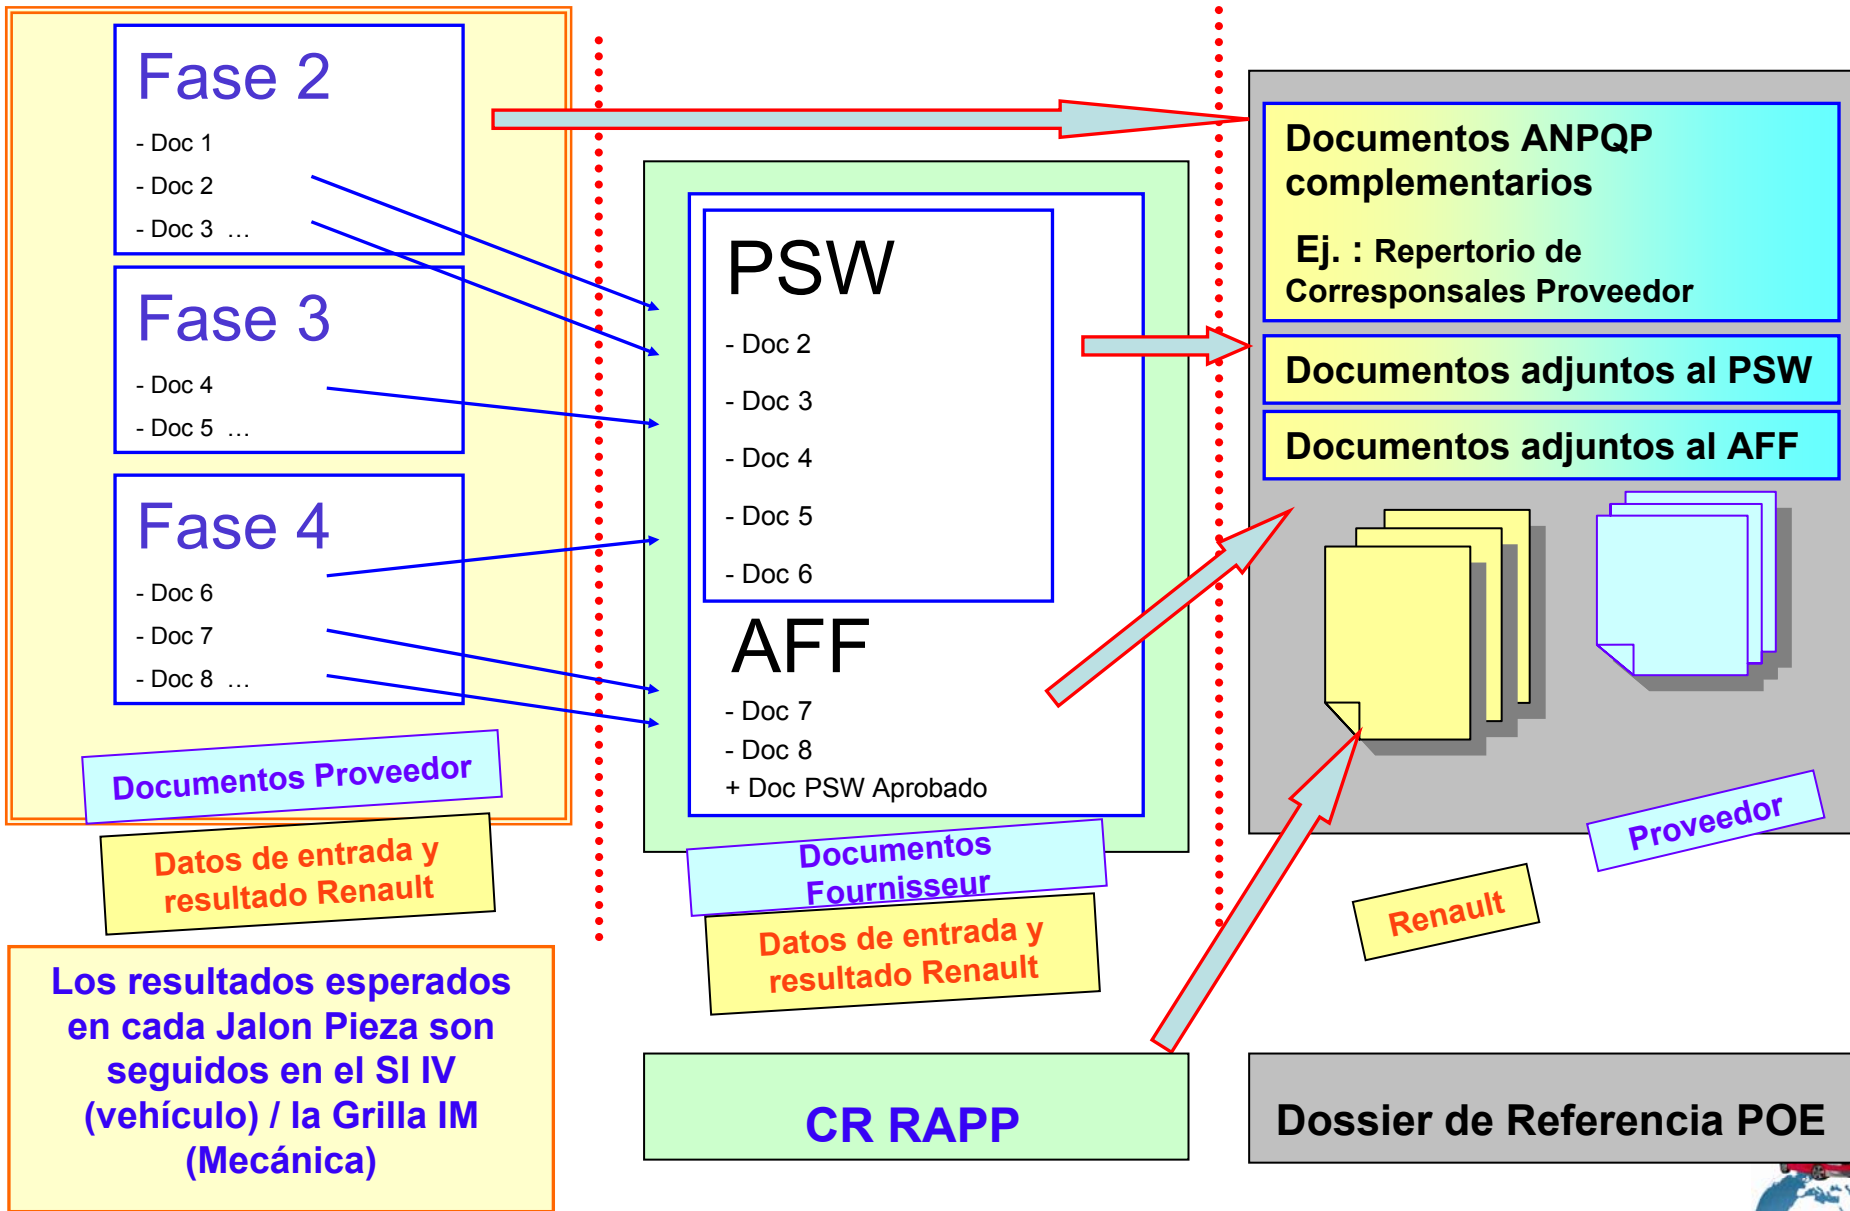 Fase 2
- Doc 1
- Doc 2
- Doc 3 …
Fase 3
- Doc 4
- Doc 5 …
Fase 4
- Doc 6
- Doc 7
- Doc 8 …
Documentos Proveedor
Datos de entrada y
resultado Renault
Los resultados esperados
en cada Jalon Pieza son
seguidos en el SI IV
(vehículo) / la Grilla IM
(Mecánica)
PSW
- Doc 2
- Doc 3
- Doc 4
- Doc 5
- Doc 6
AFF
- Doc 7
- Doc 8
+ Doc PSW Aprobado
Documentos
Fournisseur
Datos de entrada y
resultado Renault
CR RAPP
Documentos ANPQP
complementarios
Ej. : Repertorio de
Corresponsales Proveedor
Documentos adjuntos al PSW
Documentos adjuntos al AFF
Proveedor
Renault
Dossier de Referencia POE